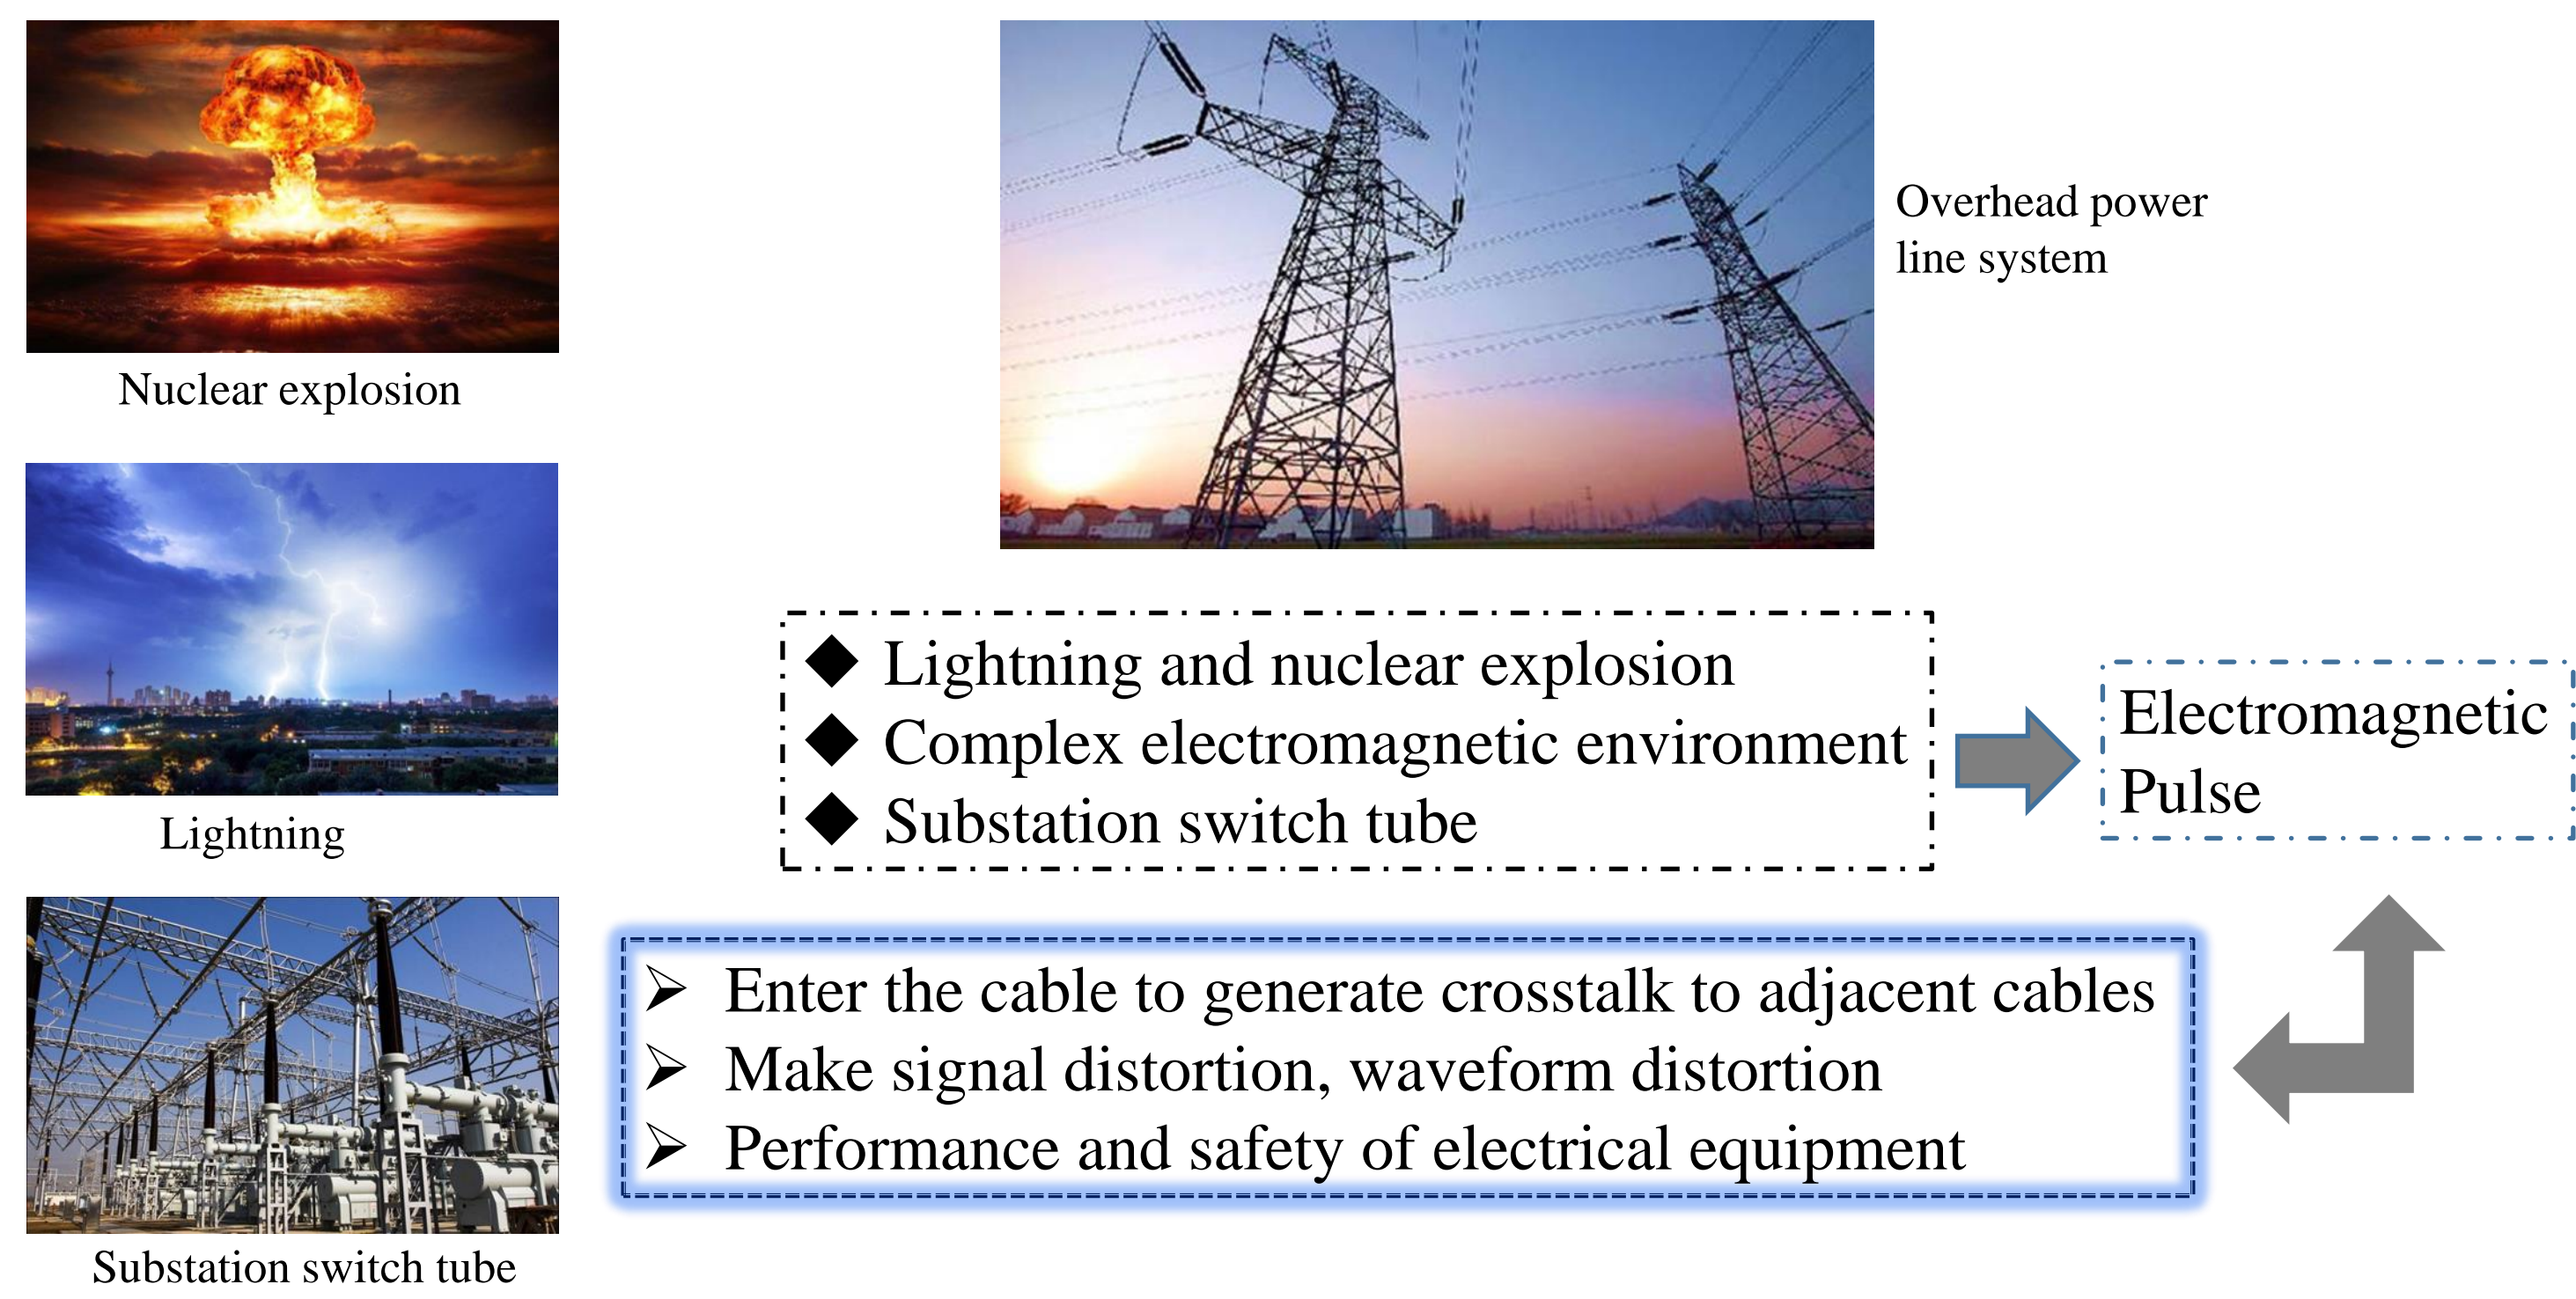 Nuclear explosion
Overhead power
line system
Lightning
Lightning and nuclear explosion
Complex electromagnetic environment
Substation switch tube
Electromagnetic
Pulse
Enter the cable to generate crosstalk to adjacent cables
Make signal distortion, waveform distortion
Performance and safety of electrical equipment
Substation switch tube